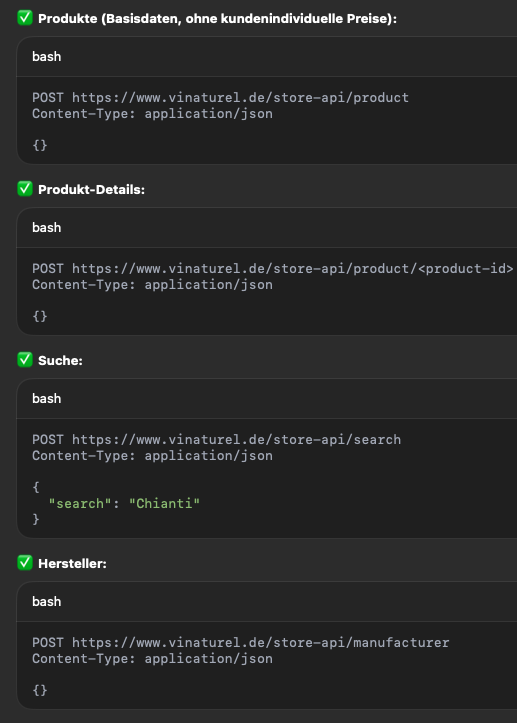 ✅ Produkte (Basisdaten, ohne kundenindividuelle Preise):
bash
POST https://www.vinaturel.de/store-api/product
Content-Type: application/json
{}
✅ Produkt-Details:
bash
POST https://www.vinaturel.de/store-api/product/<product-id>
Content-Type: application/json
{}
✅ Suche:
bash
POST https://www.vinaturel.de/store-api/search
Content-Type: application/json
{
  "search": "Chianti"
}
✅ Hersteller:
bash
POST https://www.vinaturel.de/store-api/manufacturer
Content-Type: application/json
{}